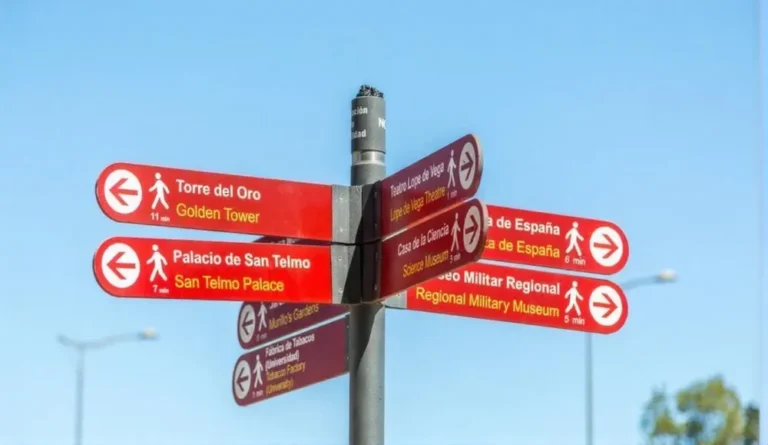 Torre del Oro
Golden Tower
11 min
Palacio de San Telmo
San Telmo Palace
7 min
Teatro Lope de Vega
Lope de Vega Theatre
Casa de la Ciencia
Science Museum
a de España
a de España
6 min
eo Militar Regional
Regional Military Museum
5 min
Murillo's Gardens
Fábrica de Tabacos
(Universidad)
Tobacco Factory
(University)